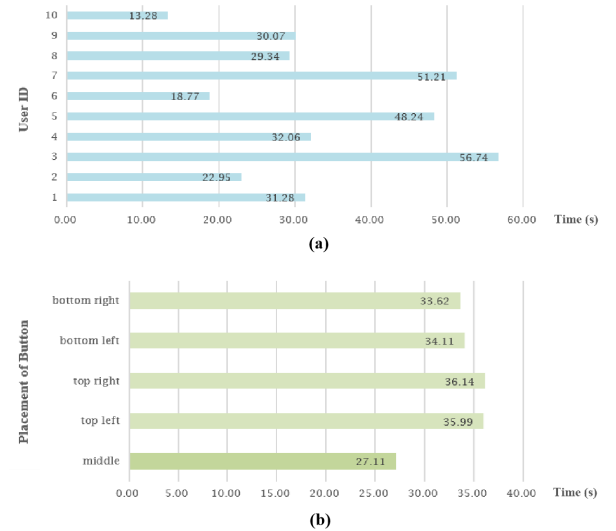 User ID
10 13.28
9 30.07
8 29.34
7 51.21
6 18.77
5 48.24
4 32.06
3 56.74
2 22.95
1 31.28
0.00 10.00 20.00 30.00 40.00 50.00 60.00 Time (s)
(a)
Placement of Button
bottom right 33.62
bottom left 34.11
top right 36.14
top left 35.99
middle 27.11
0.00 5.00 10.00 15.00 20.00 25.00 30.00 35.00 40.00 Time (s)
(b)